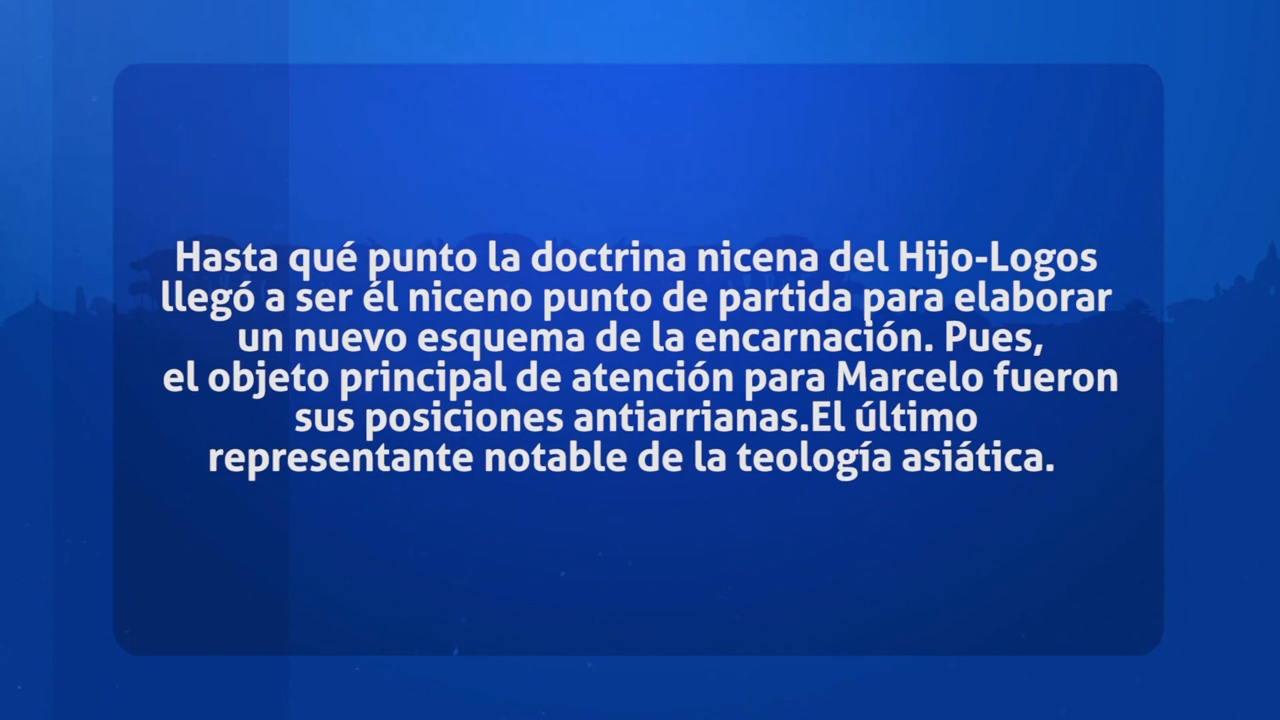 Hasta qué punto la doctrina nicena del Hijo-Logos
llegó a ser él niceno punto de partida para elaborar
un nuevo esquema de la encarnación. Pues,
el objeto principal de atención para Marcelo fueron
sus posiciones antiarrianas.El último
representante notable de la teología asiática.